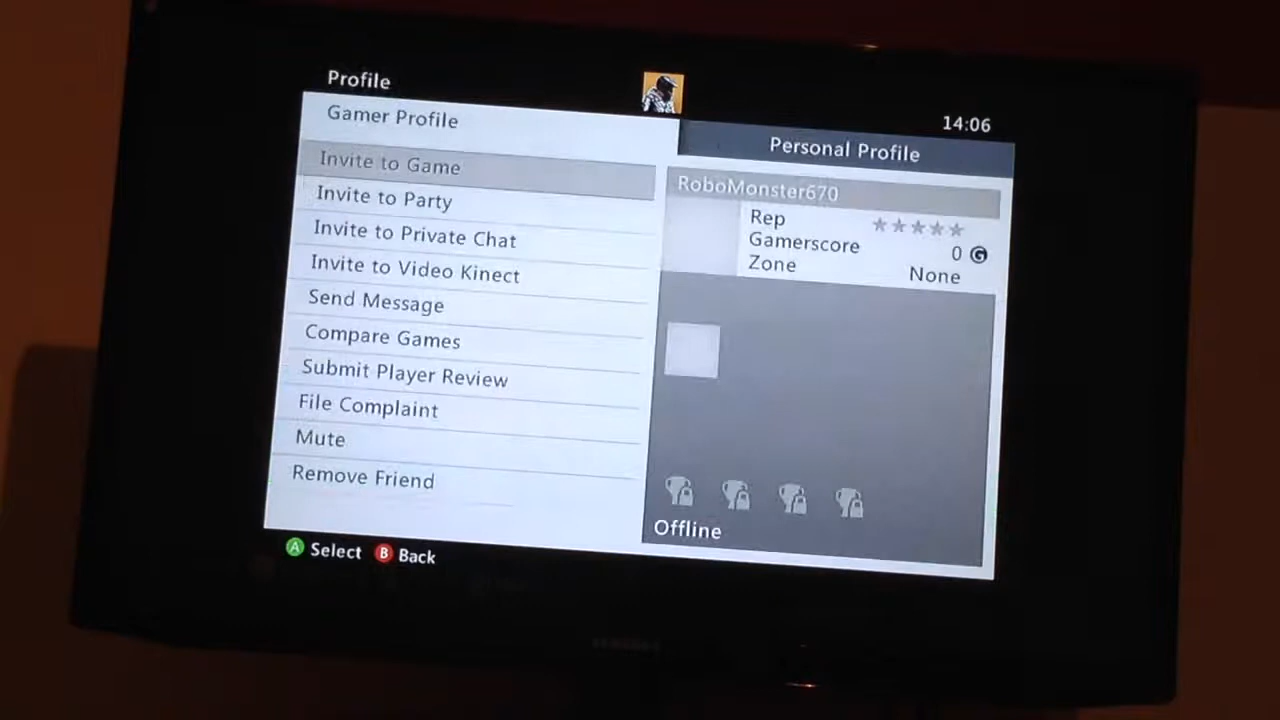 Profile
14:06
Gamer Profile
Personal Profile
Invite to Game
Invite to Party
Invite to Private Chat
Invite to Video Kinect
Send Message
Compare Games
Submit Player Review
File Complaint
Mute
Remove Friend
RoboMonster670
Rep
Gamerscore 0 G
Zone None
Offline
A Select B Back
SAMSUNG